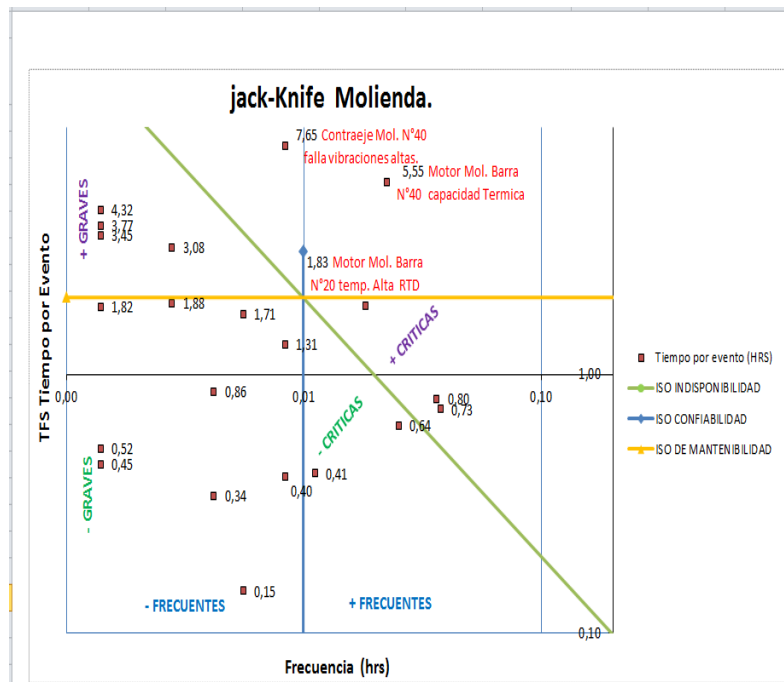 jack-Knife Molienda.
7,65 Contraeje Mol. N°40
falla vibraciones altas.
5,55 Motor Mol. Barra
N°40 capacidad Termica
+ GRAVES
4,32
3,77
3,45
3,08
1,83 Motor Mol. Barra
N°20 temp. Alta RTD
1,82
1,88
1,71
1,31
+ CRITICAS
TFS Tiempo por Evento
Tiempo por evento (HRS)
0,00
0,01
0,10
1,00
ISO INDISPONIBILIDAD
0,86
0,80
0,73
0,64
- CRITICAS
ISO CONFIABILIDAD
0,52
0,45
ISO DE MANTENIBILIDAD
0,41
0,40
0,34
- GRAVES
0,15
- FRECUENTES
+ FRECUENTES
0,10
Frecuencia (hrs)